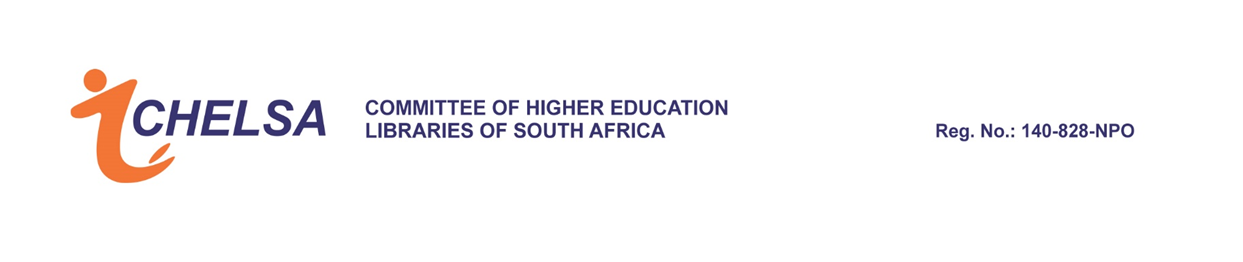 CHELSA
COMMITTEE OF HIGHER EDUCATION
LIBRARIES OF SOUTH AFRICA
Reg. No.: 140-828-NPO